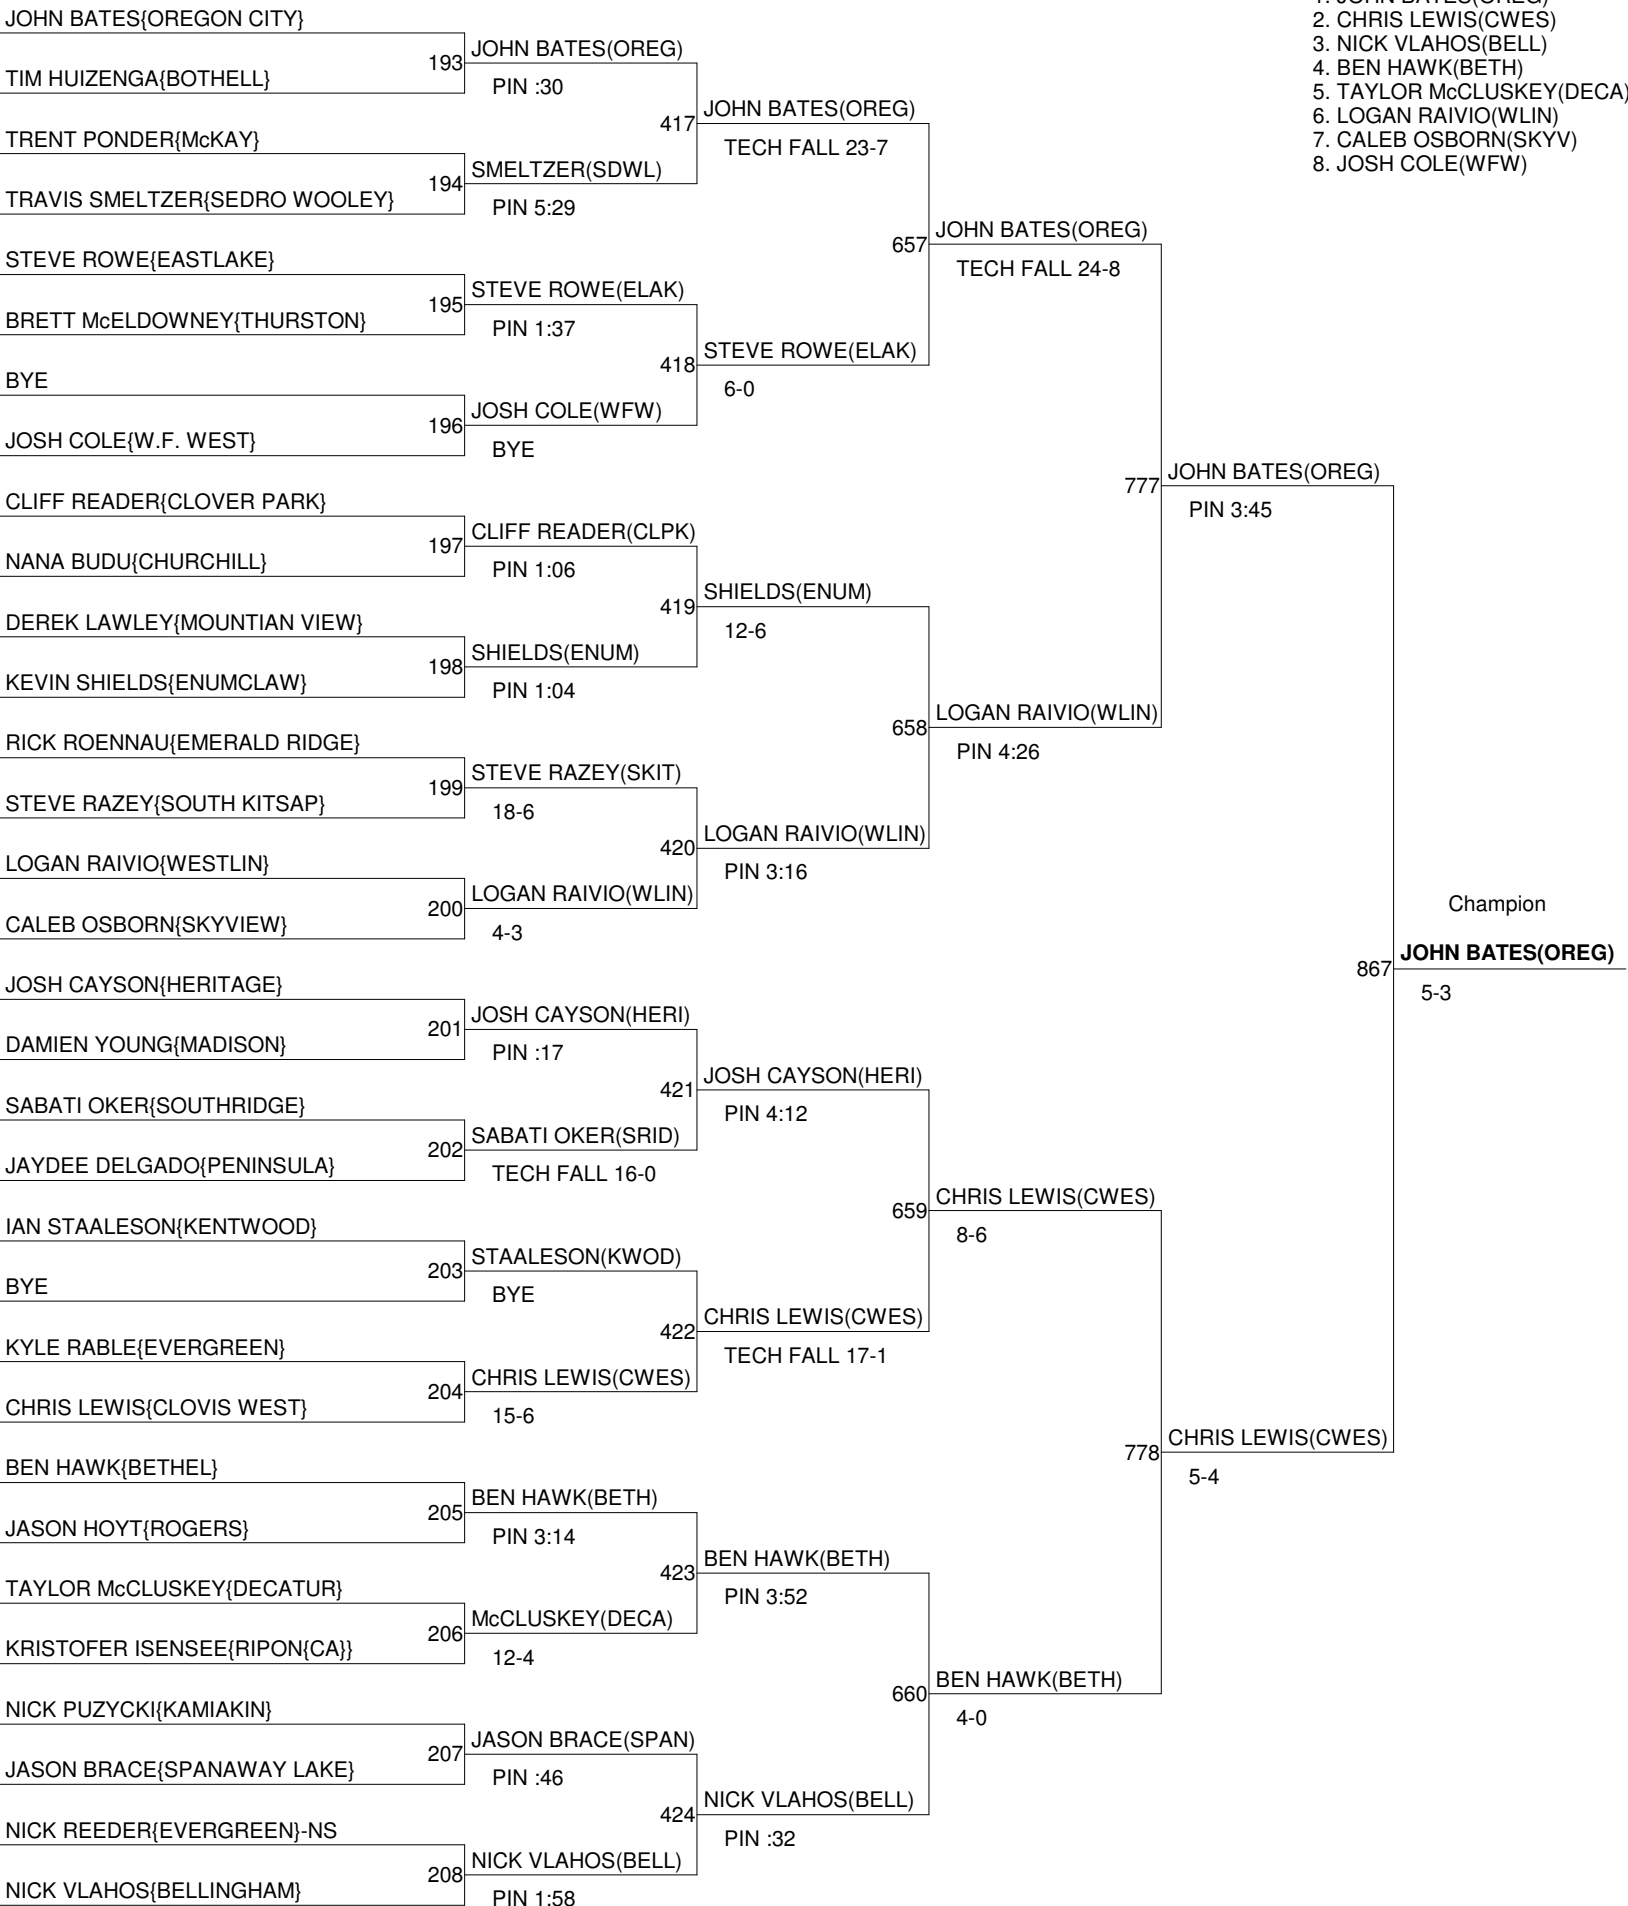 1. JOHN BATES(OREG)
2. CHRIS LEWIS(CWES)
3. NICK VLAHOS(BELL)
4. BEN HAWK(BETH)
5. TAYLOR McCLUSKEY(DECA)
6. LOGAN RAIVIO(WLIN)
7. CALEB OSBORN(SKYV)
8. JOSH COLE(WFW)
JOHN BATES{OREGON CITY}
TIM HUIZENGA{BOTHELL}
TRENT PONDER{McKAY}
TRAVIS SMELTZER{SEDRO WOOLEY}
STEVE ROWE{EASTLAKE}
BRETT McELDOWNEY{THURSTON}
BYE
JOSH COLE{W.F. WEST}
CLIFF READER{CLOVER PARK}
NANA BUDU{CHURCHILL}
DEREK LAWLEY{MOUNTIAN VIEW}
KEVIN SHIELDS{ENUMCLAW}
RICK ROENNAU{EMERALD RIDGE}
STEVE RAZEY{SOUTH KITSAP}
LOGAN RAIVIO{WESTLIN}
CALEB OSBORN{SKYVIEW}
JOSH CAYSON{HERITAGE}
DAMIEN YOUNG{MADISON}
SABATI OKER{SOUTHRIDGE}
JAYDEE DELGADO{PENINSULA}
IAN STAALESON{KENTWOOD}
BYE
KYLE RABLE{EVERGREEN}
CHRIS LEWIS{CLOVIS WEST}
BEN HAWK{BETHEL}
JASON HOYT{ROGERS}
TAYLOR McCLUSKEY{DECATUR}
KRISTOFER ISENSEE{RIPON{CA}}
NICK PUZYCKI{KAMIAKIN}
JASON BRACE{SPANAWAY LAKE}
NICK REEDER{EVERGREEN}-NS
NICK VLAHOS{BELLINGHAM}
193 JOHN BATES(OREG)
PIN :30
194 SMELTZER(SDWL)
PIN 5:29
195 STEVE ROWE(ELAK)
PIN 1:37
196 JOSH COLE(WFW)
BYE
197 CLIFF READER(CLPK)
PIN 1:06
198 SHIELDS(ENUM)
PIN 1:04
199 STEVE RAZEY(SKIT)
18-6
200 LOGAN RAIVIO(WLIN)
4-3
201 JOSH CAYSON(HERI)
PIN :17
202 SABATI OKER(SRID)
TECH FALL 16-0
203 STAALESON(KWOD)
BYE
204 CHRIS LEWIS(CWES)
15-6
205 BEN HAWK(BETH)
PIN 3:14
206 McCLUSKEY(DECA)
12-4
207 JASON BRACE(SPAN)
PIN :46
208 NICK VLAHOS(BELL)
PIN 1:58
417 JOHN BATES(OREG)
TECH FALL 23-7
418 STEVE ROWE(ELAK)
6-0
419 SHIELDS(ENUM)
12-6
420 LOGAN RAIVIO(WLIN)
PIN 3:16
421 JOSH CAYSON(HERI)
PIN 4:12
422 CHRIS LEWIS(CWES)
TECH FALL 17-1
423 BEN HAWK(BETH)
PIN 3:52
424 NICK VLAHOS(BELL)
PIN :32
657 JOHN BATES(OREG)
TECH FALL 24-8
658 LOGAN RAIVIO(WLIN)
PIN 4:26
659 CHRIS LEWIS(CWES)
8-6
660 BEN HAWK(BETH)
4-0
777 JOHN BATES(OREG)
PIN 3:45
778 CHRIS LEWIS(CWES)
5-4
Champion
867 JOHN BATES(OREG)
5-3